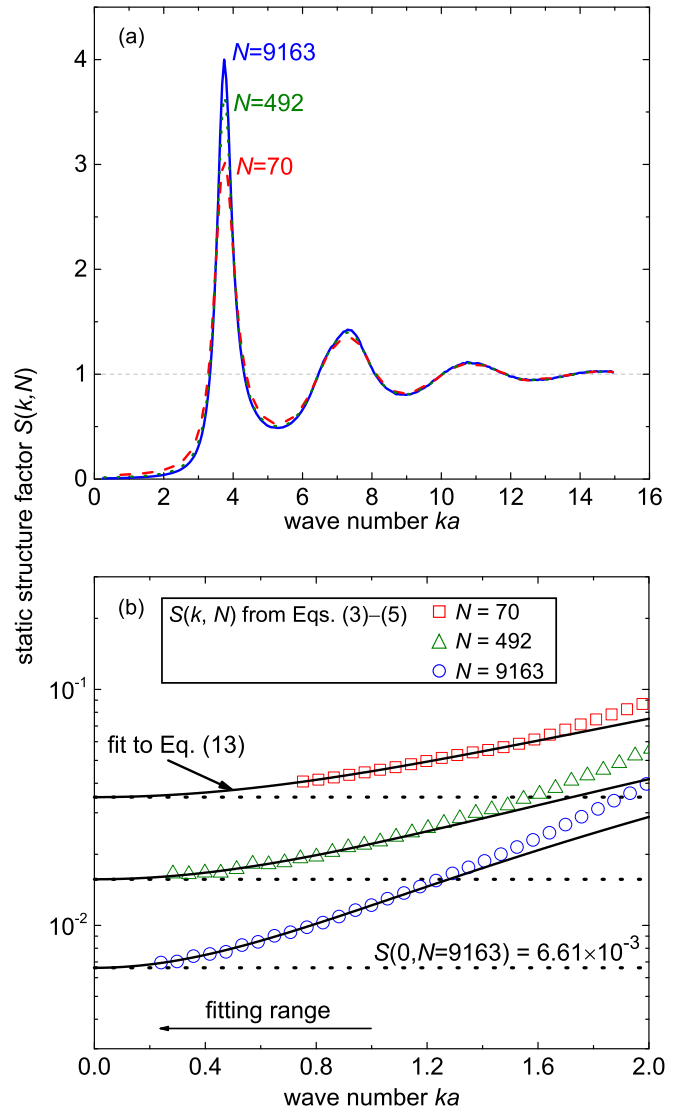 static structure factor S(k,N)
(a)
4
3
2
1
0
N=9163
N=492
N=70
0 2 4 6 8 10 12 14 16
wave number ka
(b)
S(k, N) from Eqs. (3)–(5)
N = 70
N = 492
N = 9163
10⁻¹
fit to Eq. (13)
10⁻²
S(0,N=9163) = 6.61×10⁻³
fitting range
0.0 0.4 0.8 1.2 1.6 2.0
wave number ka